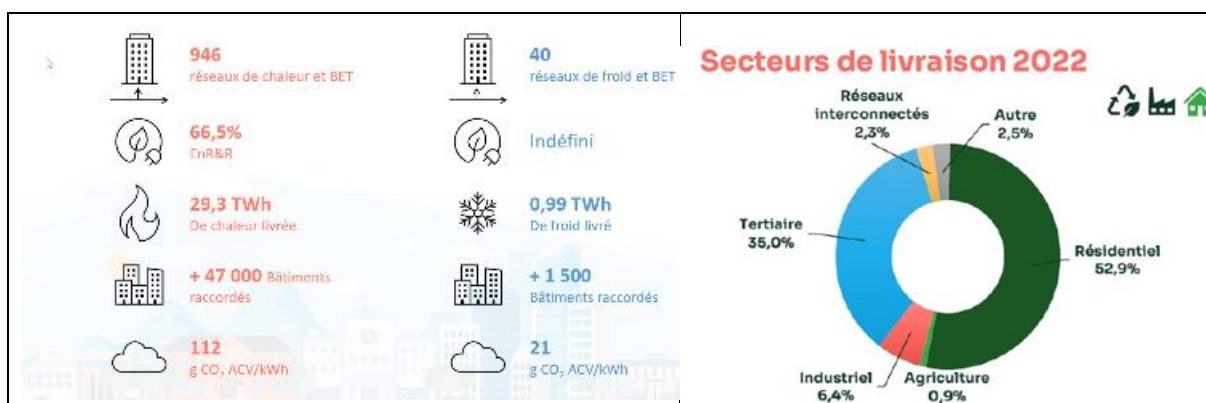 946
réseaux de chaleur et BET
66,5%
EnR&R
29,3 TWh
De chaleur livrée
+ 47 000 Bâtiments
raccordés
112
g CO₂ ACV/kWh
40
réseaux de froid et BET
Indéfini
0,99 TWh
De froid livré
+ 1 500
Bâtiments raccordés
21
g CO₂ ACV/kWh
Secteurs de livraison 2022
Réseaux
interconnectés
2,3%
Autre
2,5%
Tertiaire
35,0%
Résidentiel
52,9%
Industriel
6,4%
Agriculture
0,9%